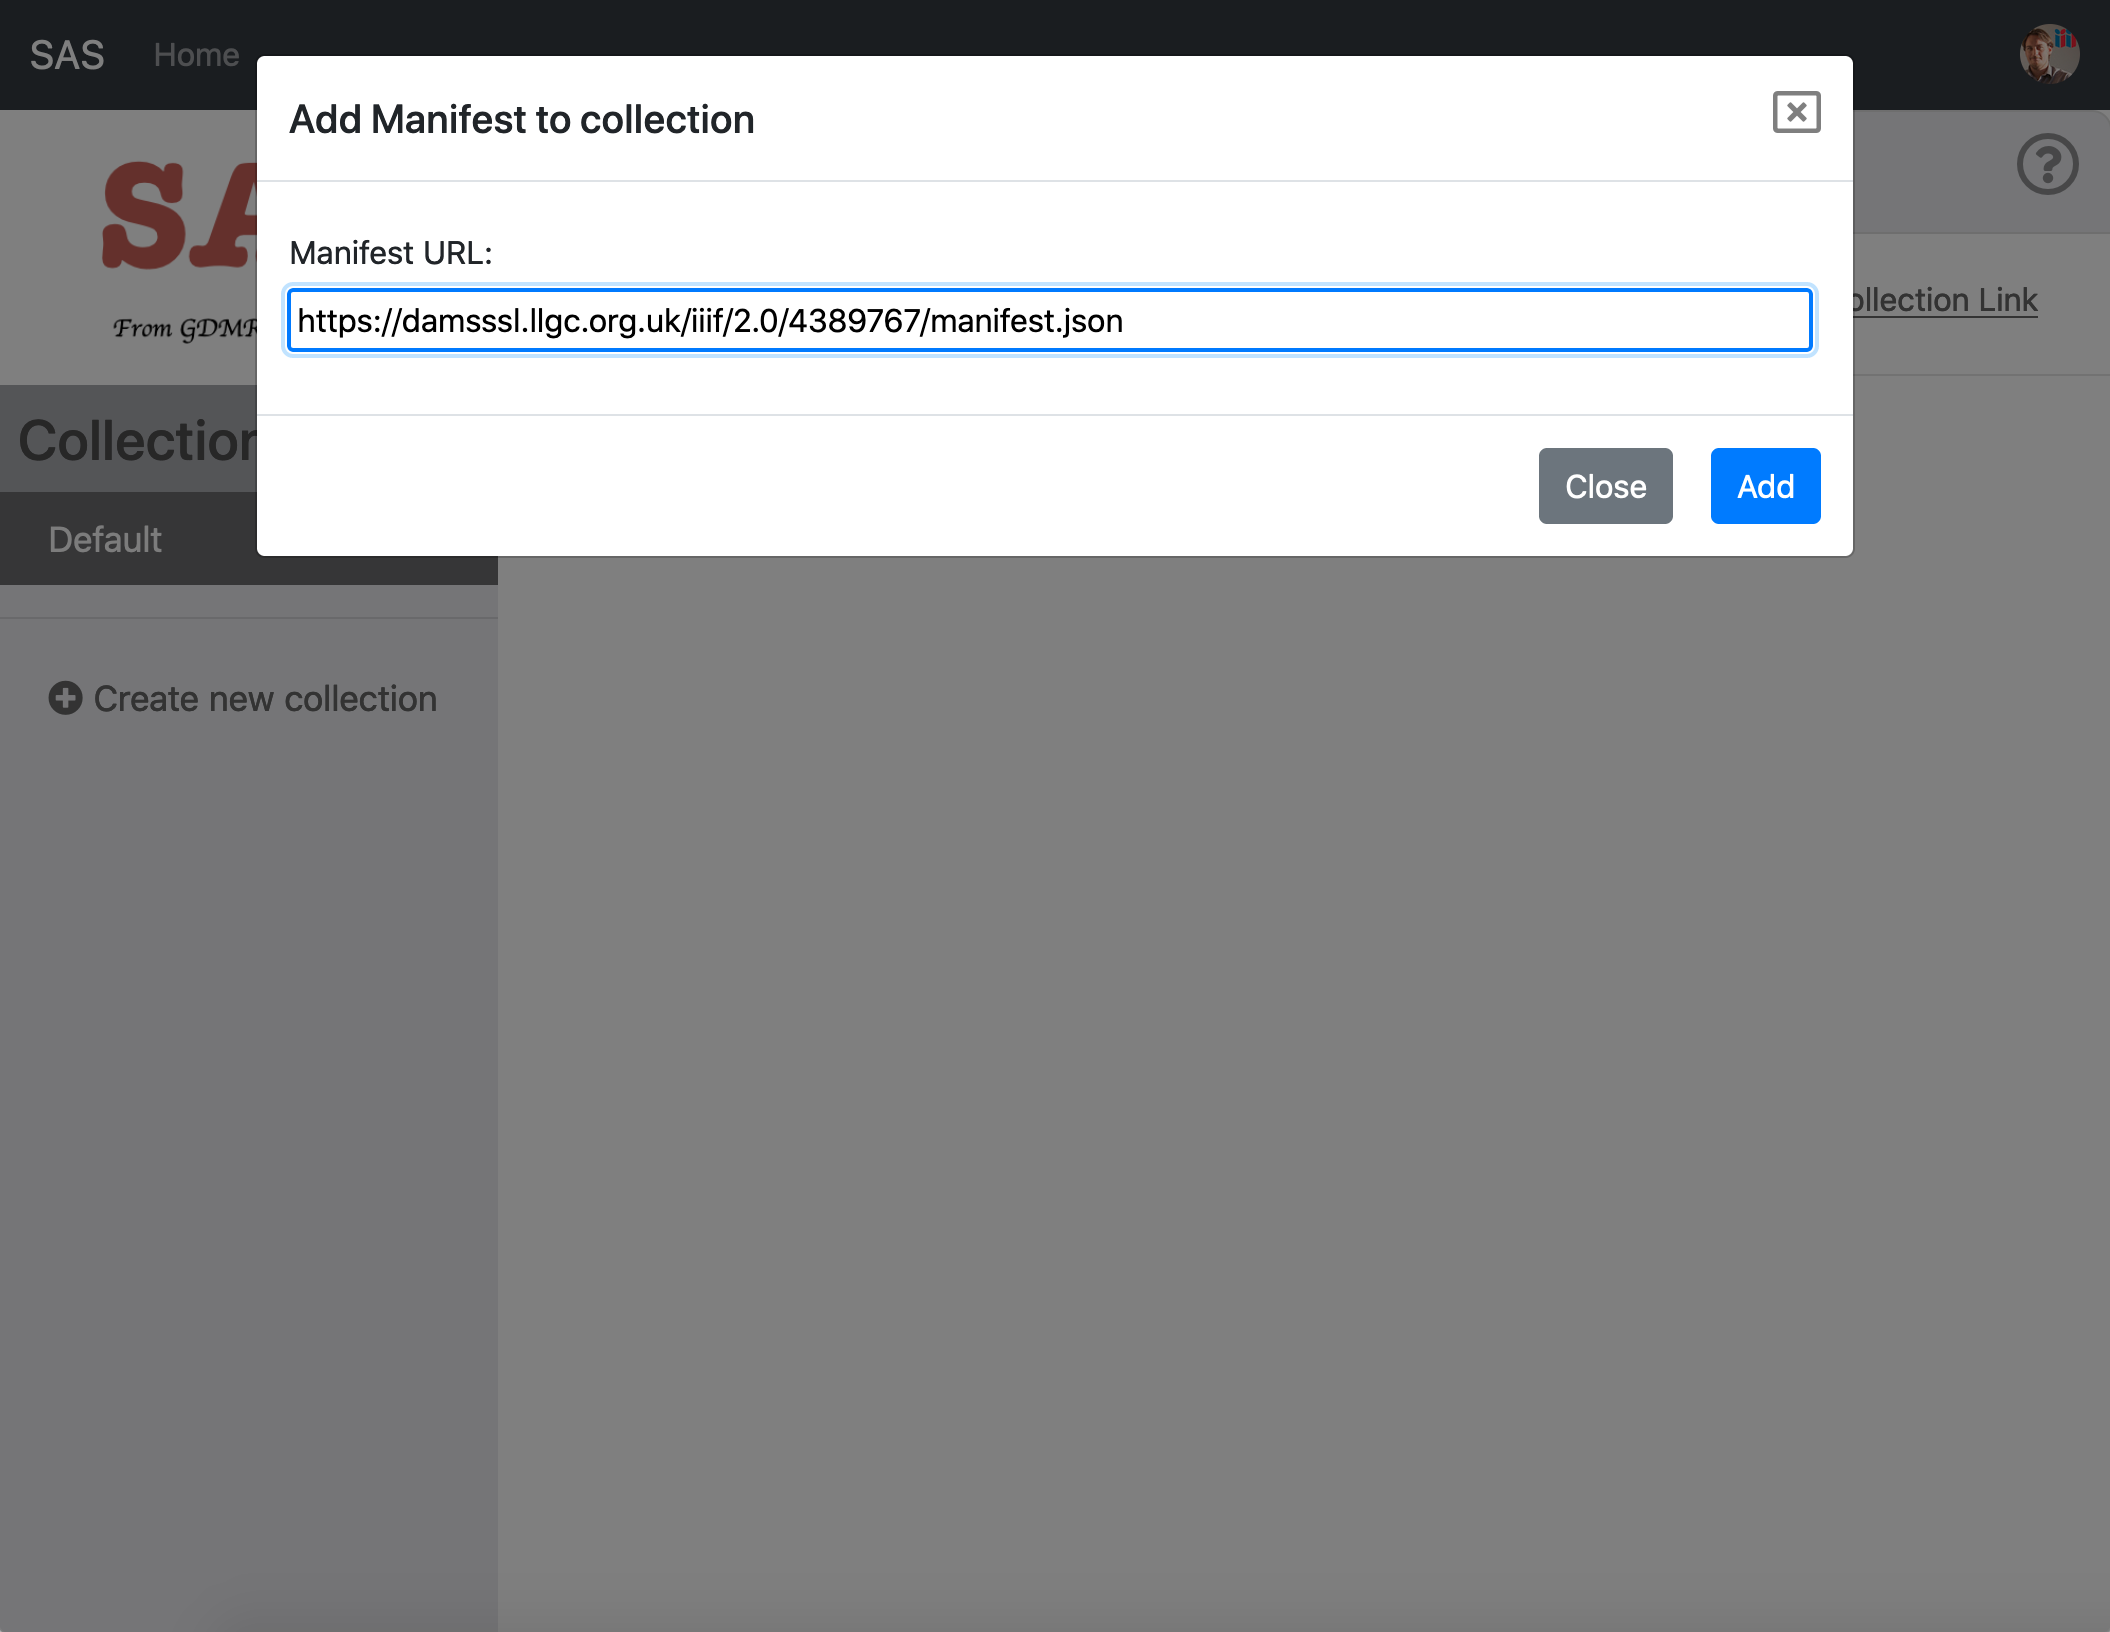 SAS Home
Add Manifest to collection
Manifest URL:
https://damsssl.llgc.org.uk/iiif/2.0/4389767/manifest.json
ollection Link
SA
From GDMR
Collection
Close Add
Default
Create new collection